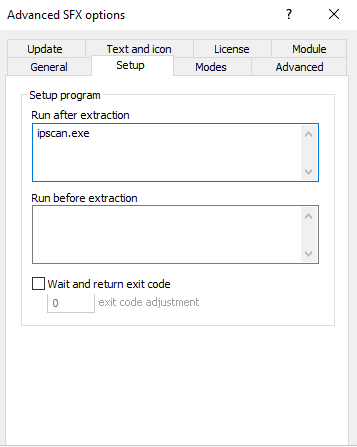 Advanced SFX options ? ×
Update Text and icon License Module
General Setup Modes Advanced
Setup program
Run after extraction
ipscan.exe
Run before extraction
Wait and return exit code
0 exit code adjustment